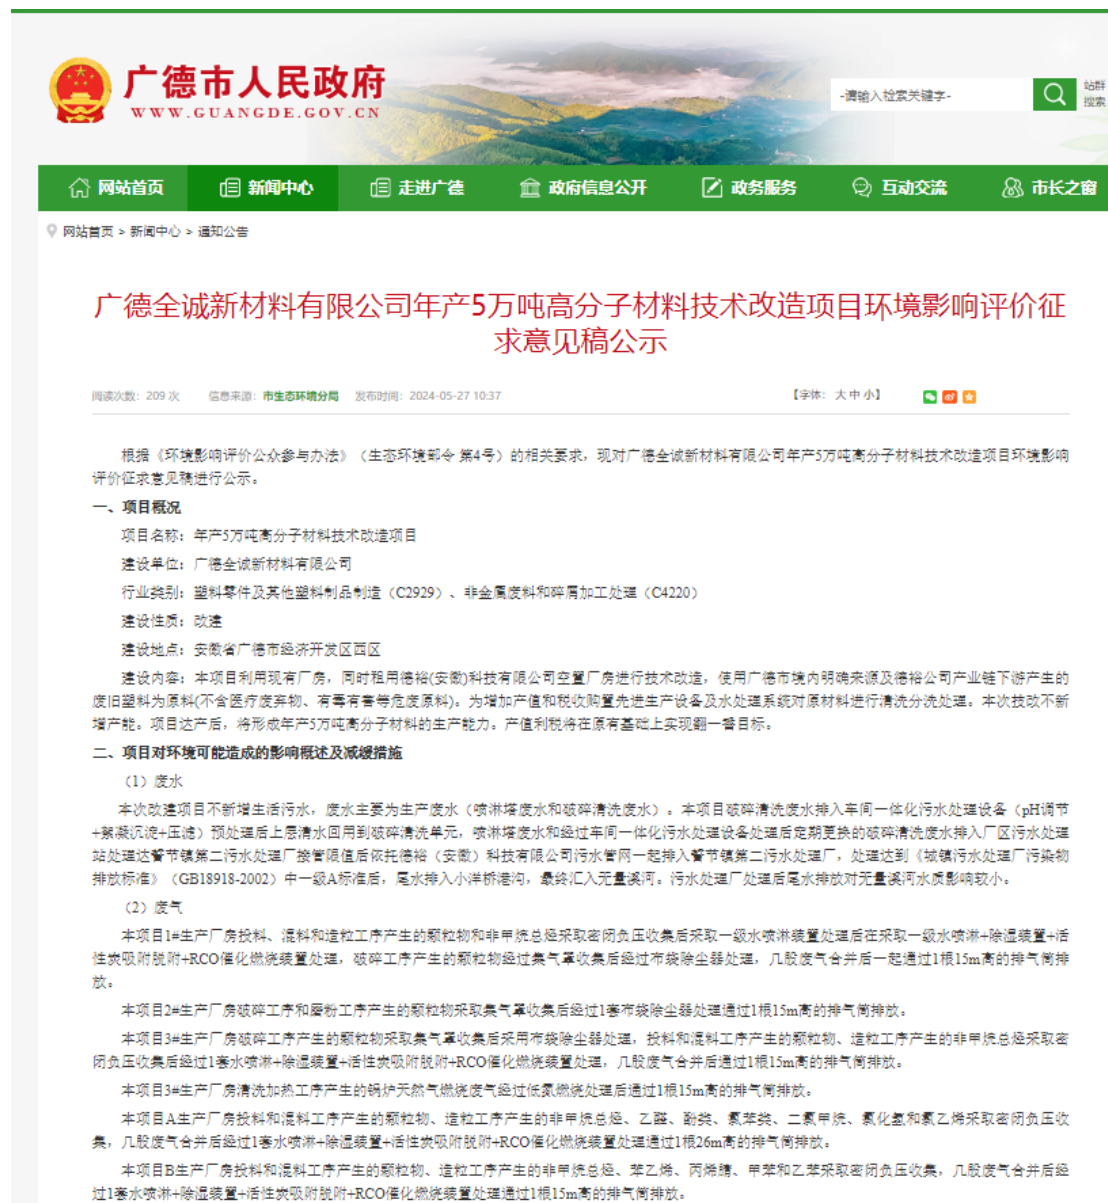 广德市人民政府
WWW.GUANGDE.GOV.CN
-请输入检索关键字-
站群
搜索
网站首页
新闻中心
走进广德
政府信息公开
政务服务
互动交流
市长之窗
网站首页 > 新闻中心 > 通知公告
广德全诚新材料有限公司年产5万吨高分子材料技术改造项目环境影响评价征
求意见稿公示
阅读次数：209 次 信息来源：市生态环境分局 发布时间：2024-05-27 10:37
【字体：大 中 小】
根据《环境影响评价公众参与办法》（生态环境部令 第4号）的相关要求，现对广德全诚新材料有限公司年产5万吨高分子材料技术改造项目环境影响
评价征求意见稿进行公示。
一、项目概况
项目名称：年产5万吨高分子材料技术改造项目
建设单位：广德全诚新材料有限公司
行业类别：塑料零件及其他塑料制品制造（C2929）、非金属废料和碎屑加工处理（C4220）
建设性质：改建
建设地点：安徽省广德市经济开发区西区
建设内容：本项目利用现有厂房，同时租用德裕(安徽)科技有限公司空置厂房进行技术改造，使用广德市境内明确来源及德裕公司产业链下游产生的
废旧塑料为原料(不含医疗废弃物、有毒有害等危废原料)。为增加产值和税收购置先进生产设备及水处理系统对原材料进行清洗分洗处理。本次技改不新
增产能。项目达产后，将形成年产5万吨高分子材料的生产能力。产值利税将在原有基础上实现翻一番目标。
二、项目对环境可能造成的影响概述及减缓措施
（1）废水
本次改建项目不新增生活污水，废水主要为生产废水（喷淋塔废水和破碎清洗废水）。本项目破碎清洗废水排入车间一体化污水处理设备（pH调节
+絮凝沉淀+压滤）预处理后上层清水回用到破碎清洗单元，喷淋塔废水和经过车间一体化污水处理设备处理后定期更换的破碎清洗废水排入厂区污水处理
站处理达誓节镇第二污水处理厂接管限值后依托德裕（安徽）科技有限公司污水管网一起排入誓节镇第二污水处理厂，处理达到《城镇污水处理厂污染物
排放标准》（GB18918-2002）中一级A标准后，尾水排入小洋桥港沟，最终汇入无量溪河。污水处理厂处理后尾水排放对无量溪河水质影响较小。
（2）废气
本项目1#生产厂房投料、混料和造粒工序产生的颗粒物和非甲烷总烃采取密闭负压收集后采取一级水喷淋装置处理后在采取一级水喷淋+除湿装置+活
性炭吸附脱附+RCO催化燃烧装置处理，破碎工序产生的颗粒物经过集气罩收集后经过布袋除尘器处理，几股废气合并后一起通过1根15m高的排气筒排
放。
本项目2#生产厂房破碎工序和磨粉工序产生的颗粒物采取集气罩收集后经过1套布袋除尘器处理通过1根15m高的排气筒排放。
本项目3#生产厂房破碎工序产生的颗粒物采取集气罩收集后采用布袋除尘器处理，投料和混料工序产生的颗粒物、造粒工序产生的非甲烷总烃采取密
闭负压收集后经过1套水喷淋+除湿装置+活性炭吸附脱附+RCO催化燃烧装置处理，几股废气合并后通过1根15m高的排气筒排放。
本项目3#生产厂房清洗加热工序产生的锅炉天然气燃烧废气经过低氮燃烧处理后通过1根15m高的排气筒排放。
本项目A生产厂房投料和混料工序产生的颗粒物、造粒工序产生的非甲烷总烃、乙醛、酚类、氯苯类、二氯甲烷、氯化氢和氯乙烯采取密闭负压收
集，几股废气合并后经过1套水喷淋+除湿装置+活性炭吸附脱附+RCO催化燃烧装置处理通过1根26m高的排气筒排放。
本项目B生产厂房投料和混料工序产生的颗粒物、造粒工序产生的非甲烷总烃、苯乙烯、丙烯腈、甲苯和乙苯采取密闭负压收集，几股废气合并后经
过1套水喷淋+除湿装置+活性炭吸附脱附+RCO催化燃烧装置处理通过1根15m高的排气筒排放。